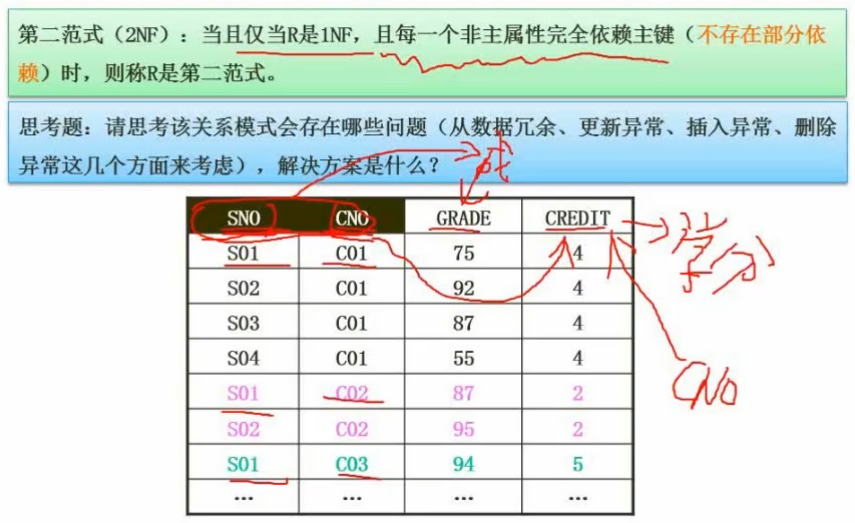 第二范式（2NF）：当且仅当R是1NF，且每一个非主属性完全依赖主键（不存在部分依
赖）时，则称R是第二范式。
思考题：请思考该关系模式会存在哪些问题（从数据冗余、更新异常、插入异常、删除
异常这几个方面来考虑），解决方案是什么？
SNO CNO GRADE CREDIT
S01 C01 75 4
S02 C01 92 4
S03 C01 87 4
S04 C01 55 4
S01 C02 87 2
S02 C02 95 2
S01 C03 94 5
… … … …
学分
CNO